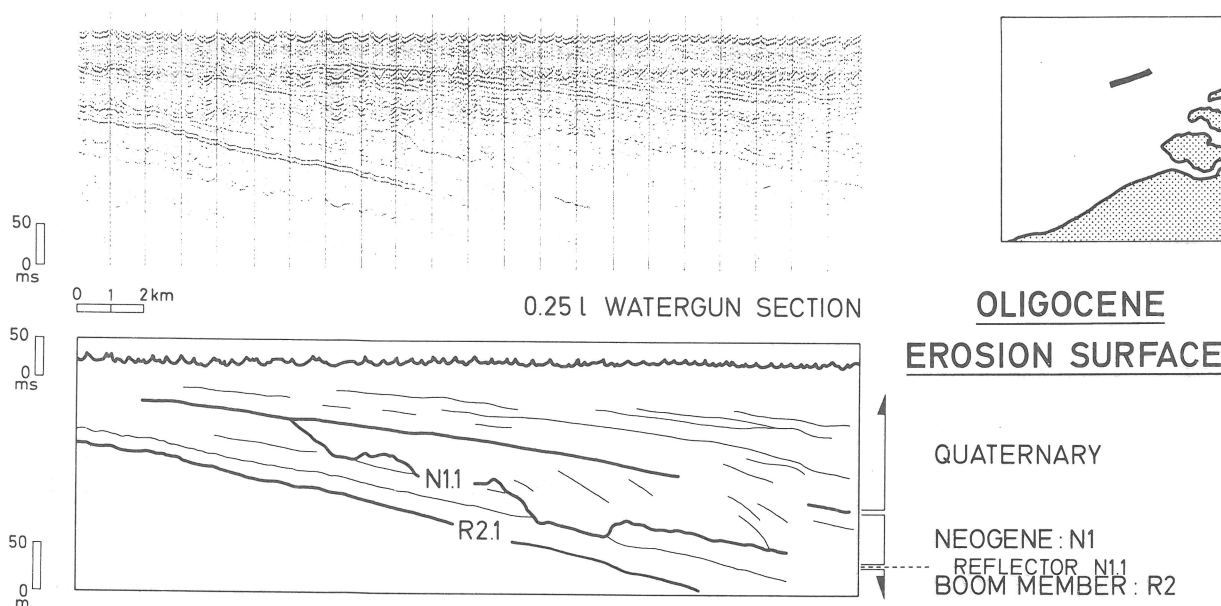 50
0
ms
0 1 2 km
0.25 l WATERGUN SECTION
OLIGOCENE
EROSION SURFACE
50
0
ms
N1.1
R2.1
50
0
m
QUATERNARY
NEOGENE : N1
REFLECTOR N1.1
BOOM MEMBER : R2